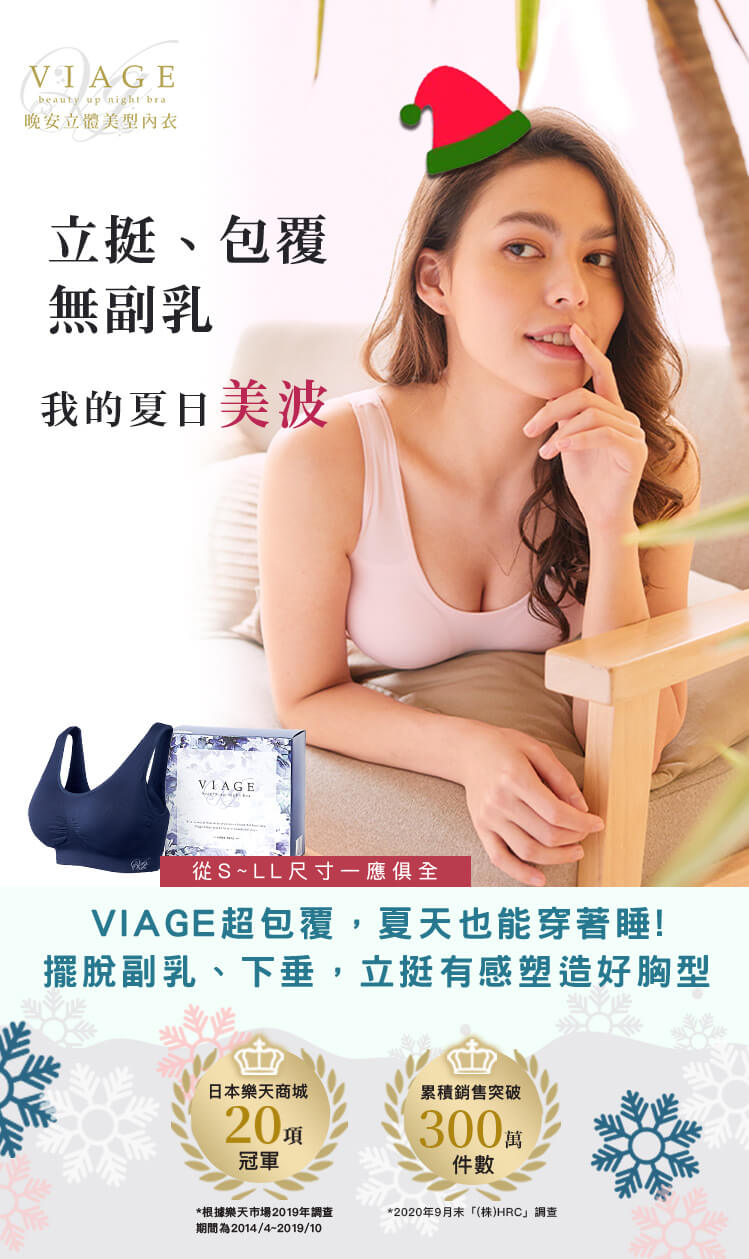 VIAGE
beauty up night bra
晚安立體美型內衣
立挺、包覆
無副乳
我的夏日美波
VIAGE
從S~LL尺寸一應俱全
VIAGE超包覆，夏天也能穿著睡!
擺脫副乳、下垂，立挺有感塑造好胸型
日本樂天商城
20項
冠軍
*根據樂天市場2019年調查
期間為2014/4~2019/10
累積銷售突破
300萬
件數
*2020年9月末「(株)HRC」調查